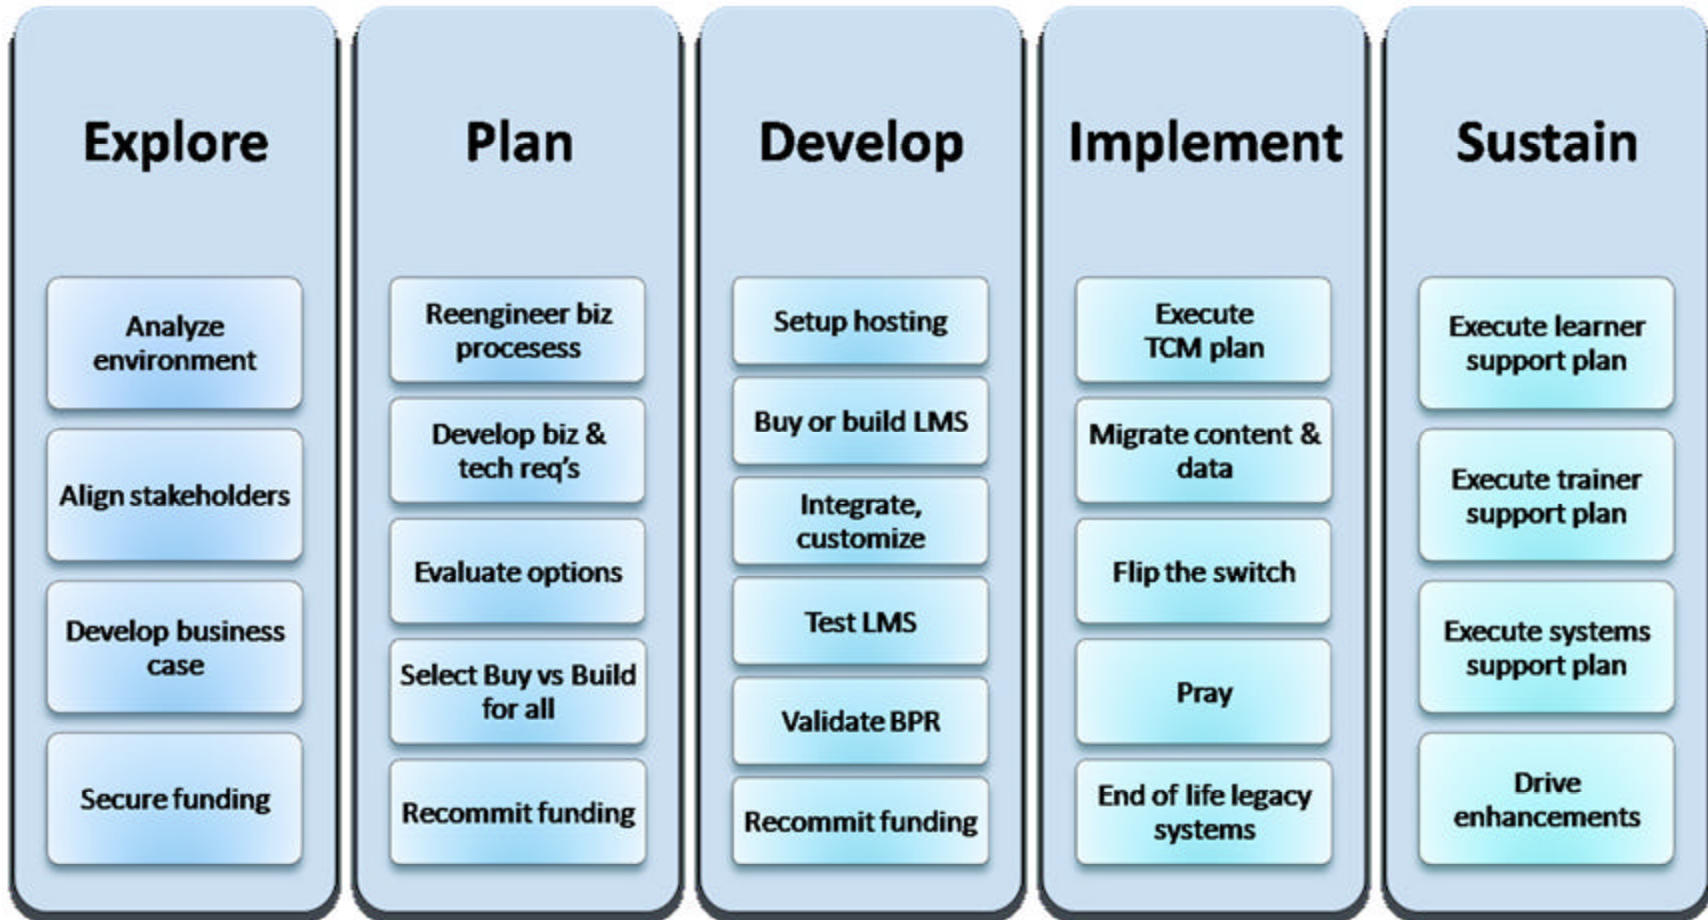 Explore
Analyze
environment
Align stakeholders
Develop business
case
Secure funding
Plan
Reengineer biz
procesess
Develop biz &
tech req's
Evaluate options
Select Buy vs Build
for all
Recommit funding
Develop
Setup hosting
Buy or build LMS
Integrate,
customize
Test LMS
Validate BPR
Recommit funding
Implement
Execute
TCM plan
Migrate content &
data
Flip the switch
Pray
End of life legacy
systems
Sustain
Execute learner
support plan
Execute trainer
support plan
Execute systems
support plan
Drive
enhancements